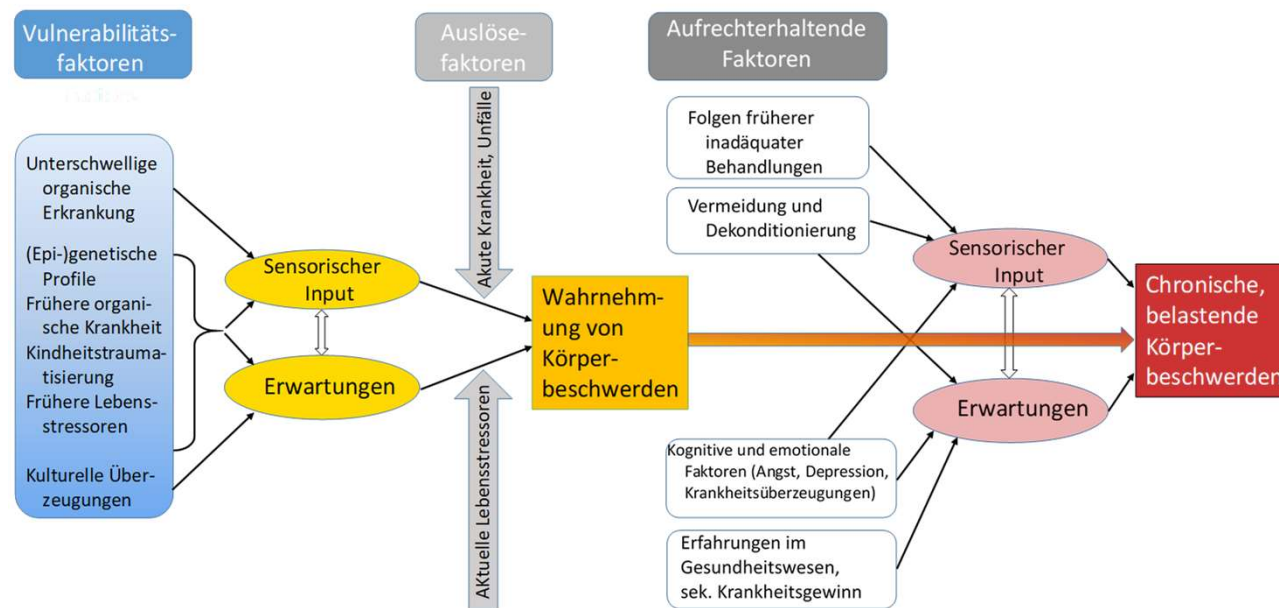 Vulnerabilitäts-
faktoren
Auslöse-
faktoren
Aufrechterhaltende
Faktoren
Unterschwellige
organische
Erkrankung
(Epi-)genetische
Profile
Frühere organi-
sche Krankheit
Kindheitstrauma-
tisierung
Frühere Lebens-
stressoren
Kulturelle Über-
zeugungen
Sensorischer
Input
Erwartungen
Akute Krankheit, Unfälle
AKtuelle Lebensstressoren
Wahrnehm-
ung von
Körper-
beschwerden
Folgen früherer
inadäquater
Behandlungen
Vermeidung und
Dekonditionierung
Sensorischer
Input
Erwartungen
Kognitive und emotionale
Faktoren (Angst, Depression,
Krankheitsüberzeugungen)
Erfahrungen im
Gesundheitswesen,
sek. Krankheitsgewinn
Chronische,
belastende
Körper-
beschwerden